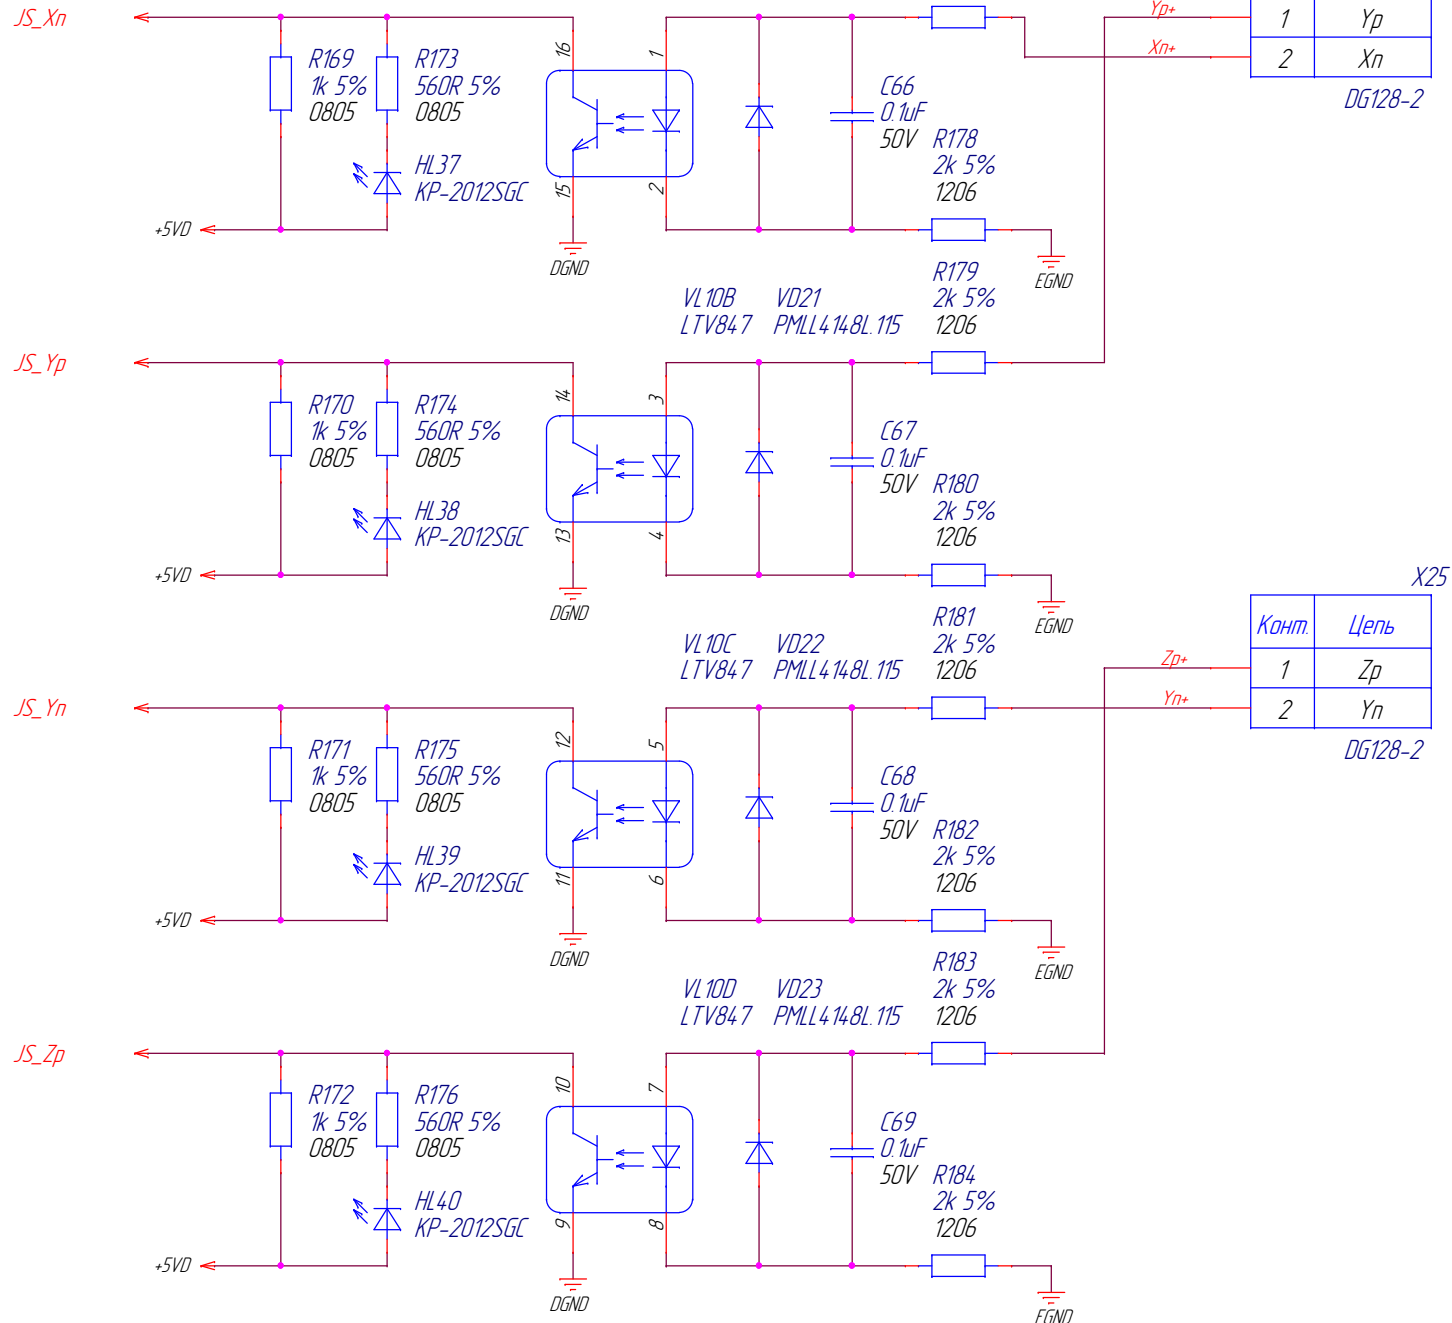 JS_Xn
R169
1k 5%
0805
R173
560R 5%
0805
HL37
KP-2012SGC
+5VD
16
15
1
2
DGND
C66
0.1uF
50V
R178
2k 5%
1206
EGND
Yp+
Xn+
1 Yp
2 Xn
DG128-2
VL10B
LTV847
VD21
PMLL4148L.115
R179
2k 5%
1206
JS_Yp
R170
1k 5%
0805
R174
560R 5%
0805
HL38
KP-2012SGC
+5VD
14
13
3
4
DGND
C67
0.1uF
50V
R180
2k 5%
1206
EGND
X25
Конт. Цепь
1 Zp
2 Yn
DG128-2
Zp+
Yn+
VL10C
LTV847
VD22
PMLL4148L.115
R181
2k 5%
1206
JS_Yn
R171
1k 5%
0805
R175
560R 5%
0805
HL39
KP-2012SGC
+5VD
12
11
5
6
DGND
C68
0.1uF
50V
R182
2k 5%
1206
EGND
VL10D
LTV847
VD23
PMLL4148L.115
R183
2k 5%
1206
JS_Zp
R172
1k 5%
0805
R176
560R 5%
0805
HL40
KP-2012SGC
+5VD
10
9
7
8
DGND
C69
0.1uF
50V
R184
2k 5%
1206
EGND